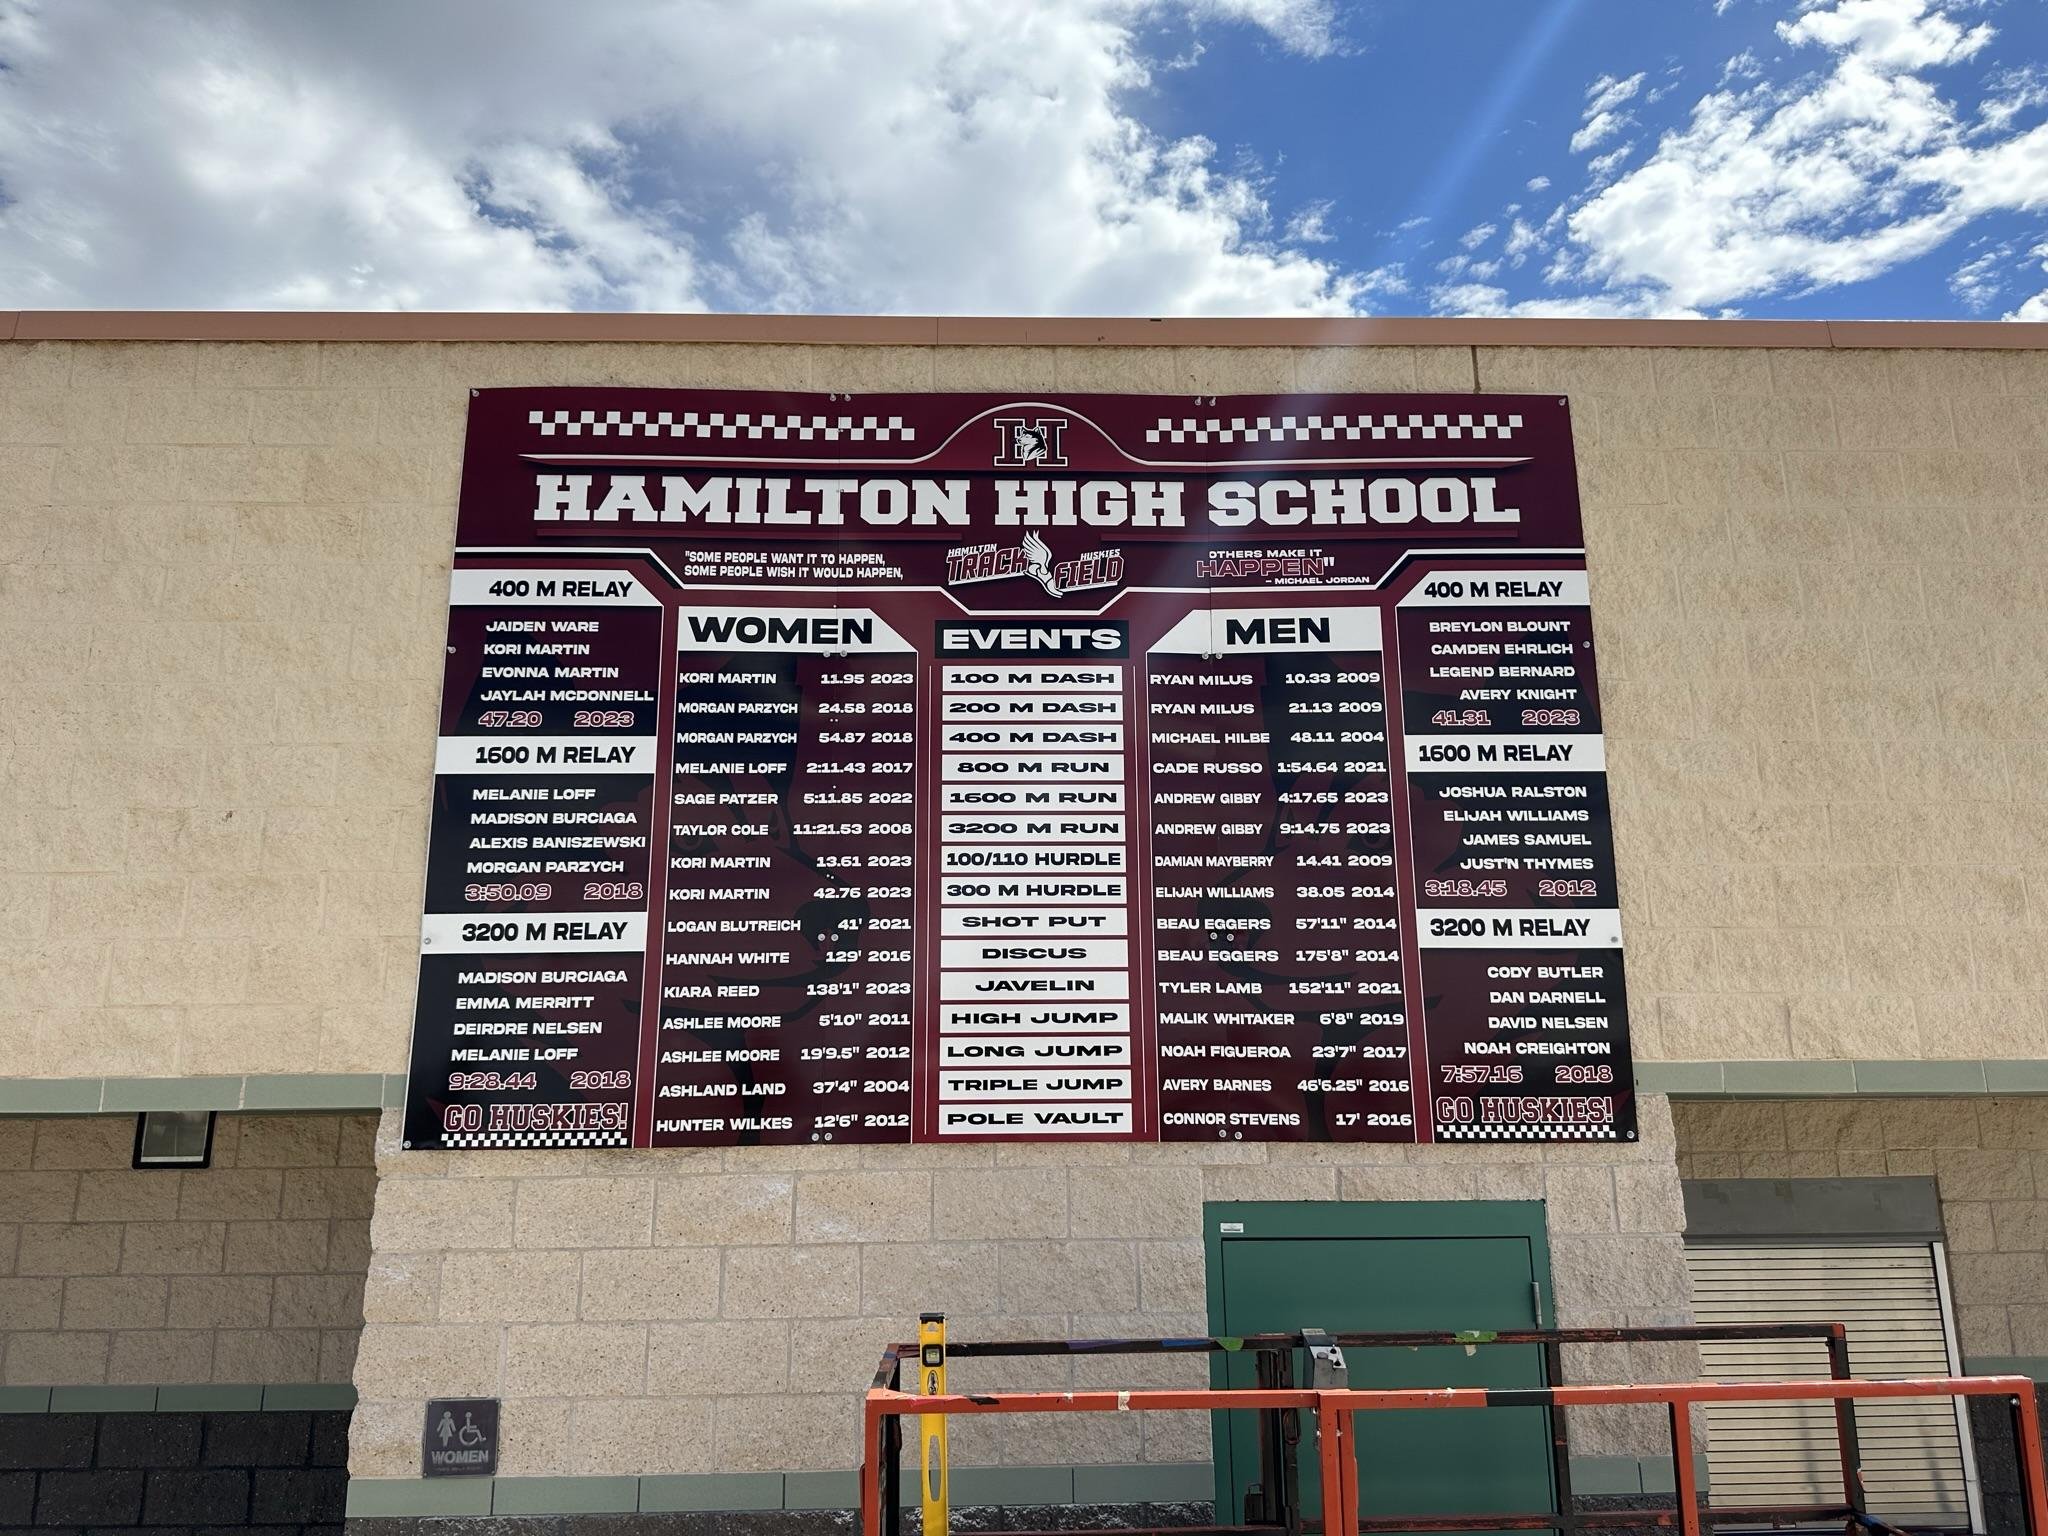 H
HAMILTON HIGH SCHOOL
"SOME PEOPLE WANT IT TO HAPPEN,
SOME PEOPLE WISH IT WOULD HAPPEN,
HAMILTON HUSKIES
TRACK FIELD
OTHERS MAKE IT
HAPPEN"
– MICHAEL JORDAN
400 M RELAY
JAIDEN WARE
KORI MARTIN
EVONNA MARTIN
JAYLAH MCDONNELL
47.20 2023
1600 M RELAY
MELANIE LOFF
MADISON BURCIAGA
ALEXIS BANISZEWSKI
MORGAN PARZYCH
3:50.09 2018
3200 M RELAY
MADISON BURCIAGA
EMMA MERRITT
DEIRDRE NELSEN
MELANIE LOFF
9:28.44 2018
GO HUSKIES!
WOMEN EVENTS MEN
KORI MARTIN 11.95 2023 100 M DASH RYAN MILUS 10.33 2009
MORGAN PARZYCH 24.58 2018 200 M DASH RYAN MILUS 21.13 2009
MORGAN PARZYCH 54.87 2018 400 M DASH MICHAEL HILBE 48.11 2004
MELANIE LOFF 2:11.43 2017 800 M RUN CADE RUSSO 1:54.64 2021
SAGE PATZER 5:11.85 2022 1600 M RUN ANDREW GIBBY 4:17.65 2023
TAYLOR COLE 11:21.53 2008 3200 M RUN ANDREW GIBBY 9:14.75 2023
KORI MARTIN 13.61 2023 100/110 HURDLE DAMIAN MAYBERRY 14.41 2009
KORI MARTIN 42.76 2023 300 M HURDLE ELIJAH WILLIAMS 38.05 2014
LOGAN BLUTREICH 41' 2021 SHOT PUT BEAU EGGERS 57'11" 2014
HANNAH WHITE 129' 2016 DISCUS BEAU EGGERS 175'8" 2014
KIARA REED 138'1" 2023 JAVELIN TYLER LAMB 152'11" 2021
ASHLEE MOORE 5'10" 2011 HIGH JUMP MALIK WHITAKER 6'8" 2019
ASHLEE MOORE 19'9.5" 2012 LONG JUMP NOAH FIGUEROA 23'7" 2017
ASHLAND LAND 37'4" 2004 TRIPLE JUMP AVERY BARNES 46'6.25" 2016
HUNTER WILKES 12'6" 2012 POLE VAULT CONNOR STEVENS 17' 2016
400 M RELAY
BREYLON BLOUNT
CAMDEN EHRLICH
LEGEND BERNARD
AVERY KNIGHT
41.31 2023
1600 M RELAY
JOSHUA RALSTON
ELIJAH WILLIAMS
JAMES SAMUEL
JUST'N THYMES
3:18.45 2012
3200 M RELAY
CODY BUTLER
DAN DARNELL
DAVID NELSEN
NOAH CREIGHTON
7:57.16 2018
GO HUSKIES!
WOMEN